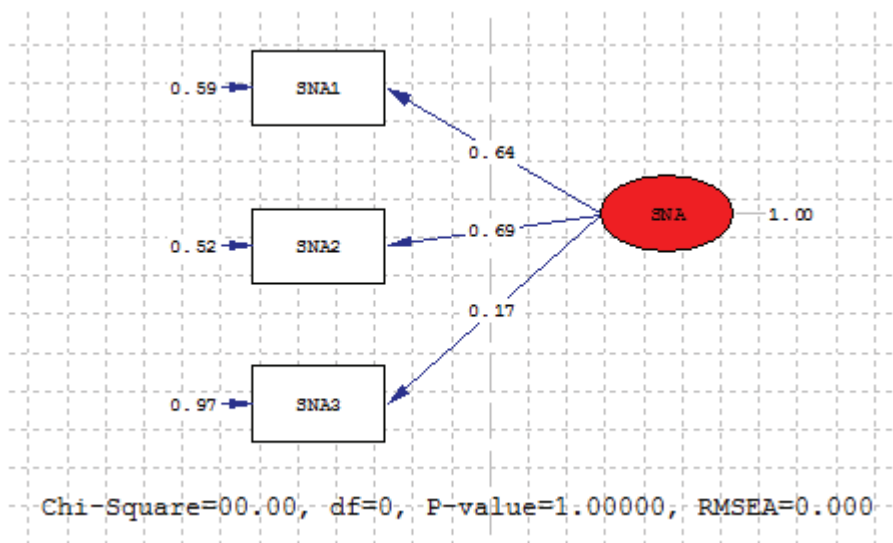 0.59
SNA1
0.64
SNA
1.00
0.69
0.52
SNA2
0.17
0.97
SNA3
Chi-Square=00.00, df=0, P-value=1.00000, RMSEA=0.000